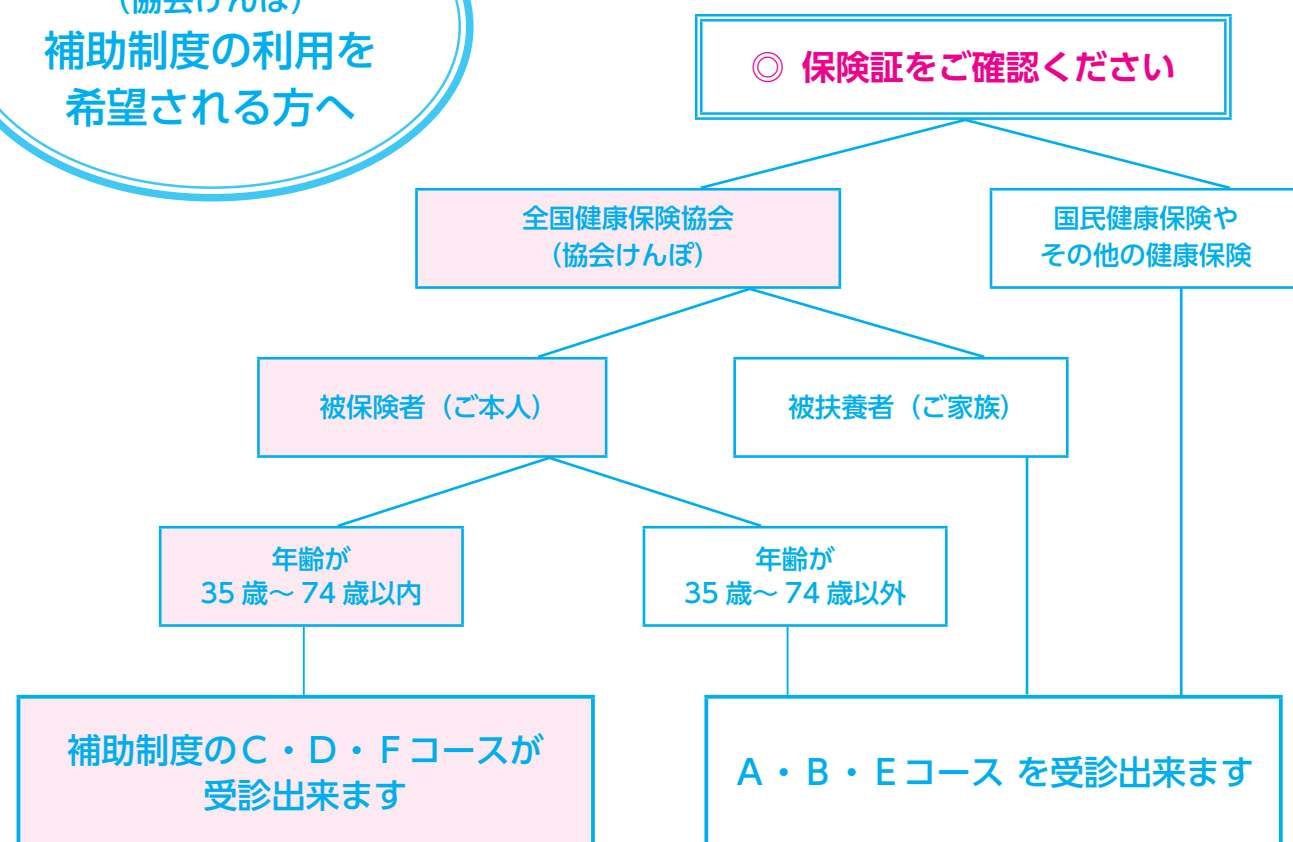 （協会けんぽ）
補助制度の利用を
希望される方へ
◎ 保険証をご確認ください
全国健康保険協会
（協会けんぽ）
国民健康保険や
その他の健康保険
被保険者（ご本人）
被扶養者（ご家族）
年齢が
35 歳～ 74 歳以内
年齢が
35 歳～ 74 歳以外
補助制度のＣ・Ｄ・Ｆコースが
受診出来ます
Ａ・Ｂ・Ｅコース を受診出来ます